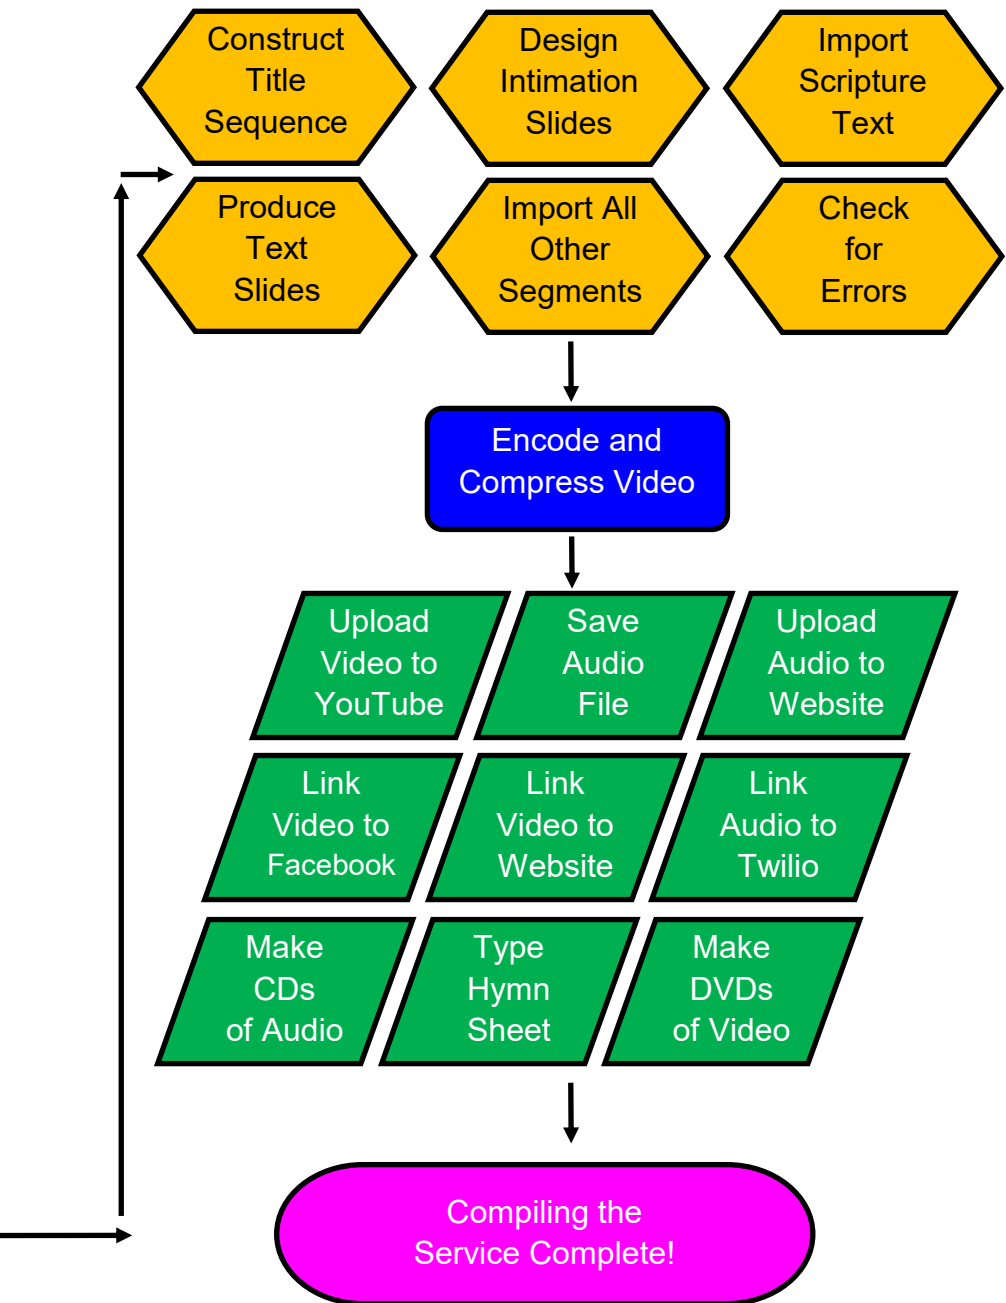 Construct
Title
Sequence
Design
Intimation
Slides
Import
Scripture
Text
Produce
Text
Slides
Import All
Other
Segments
Check
for
Errors
Encode and
Compress Video
Upload
Video to
YouTube
Save
Audio
File
Upload
Audio to
Website
Link
Video to
Facebook
Link
Video to
Website
Link
Audio to
Twilio
Make
CDs
of Audio
Type
Hymn
Sheet
Make
DVDs
of Video
Compiling the
Service Complete!